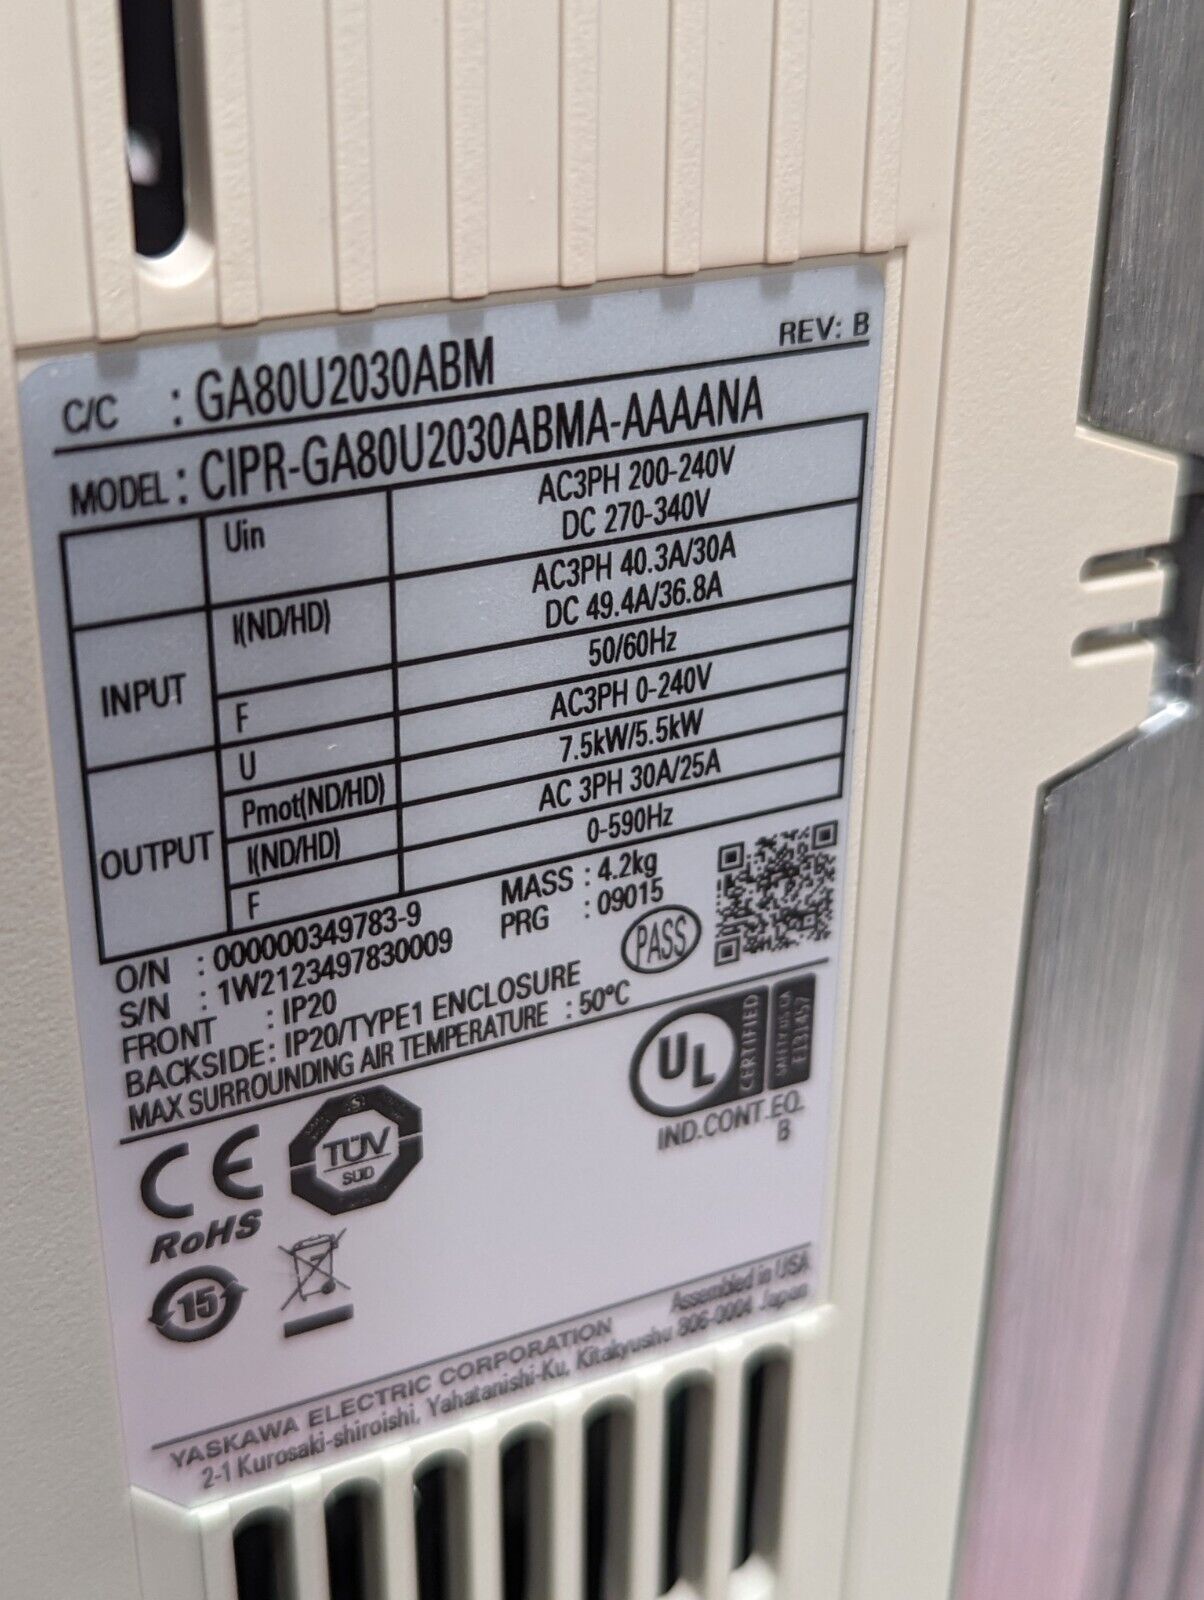 REV: B
C/C : GA80U2030ABM
MODEL : CIPR-GA80U2030ABMA-AAAANA
INPUT
Uin
AC3PH 200-240V
DC 270-340V
I(ND/HD)
AC3PH 40.3A/30A
DC 49.4A/36.8A
F
50/60Hz
OUTPUT
U
AC3PH 0-240V
Pmot(ND/HD)
7.5kW/5.5kW
I(ND/HD)
AC 3PH 30A/25A
F
0-590Hz
O/N : 000000349783-9
MASS : 4.2kg
S/N : 1W2123497830009
PRG : 09015
FRONT : IP20
PASS
BACKSIDE : IP20/TYPE1 ENCLOSURE
MAX SURROUNDING AIR TEMPERATURE : 50°C
UL
CERTIFIED
SAFETY US CA
E131457
IND.CONT.EQ.
B
CE
TÜV
SÜD
RoHS
15
Assembled in USA
YASKAWA ELECTRIC CORPORATION
2-1 Kurosaki-shiroishi, Yahatanishi-Ku, Kitakyushu 806-0004 Japan